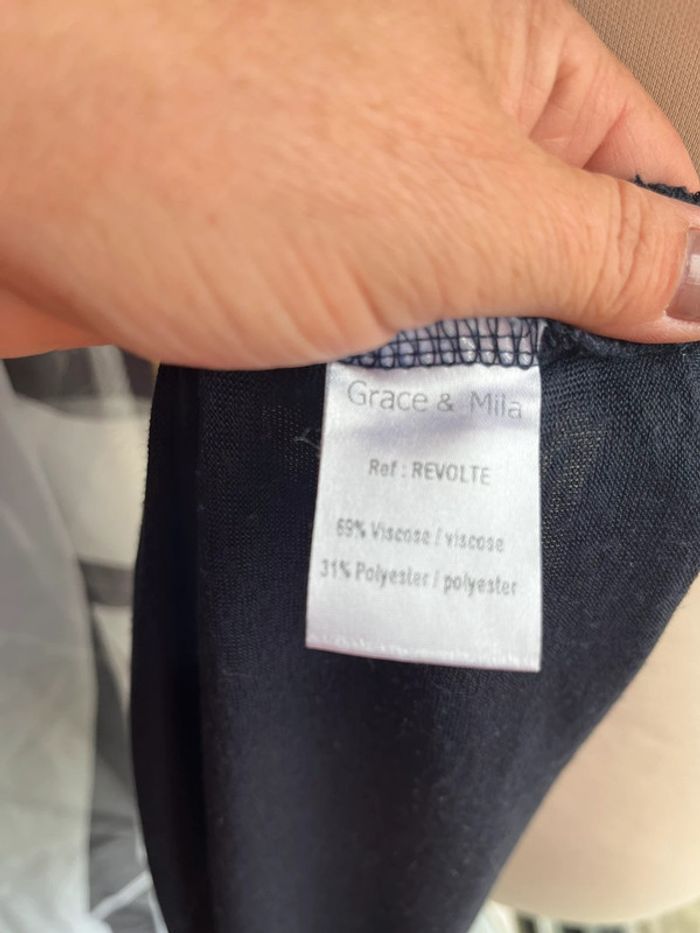 Grace & Mila
Ref : REVOLTE
69% Viscose / viscose
31% Polyester / polyester